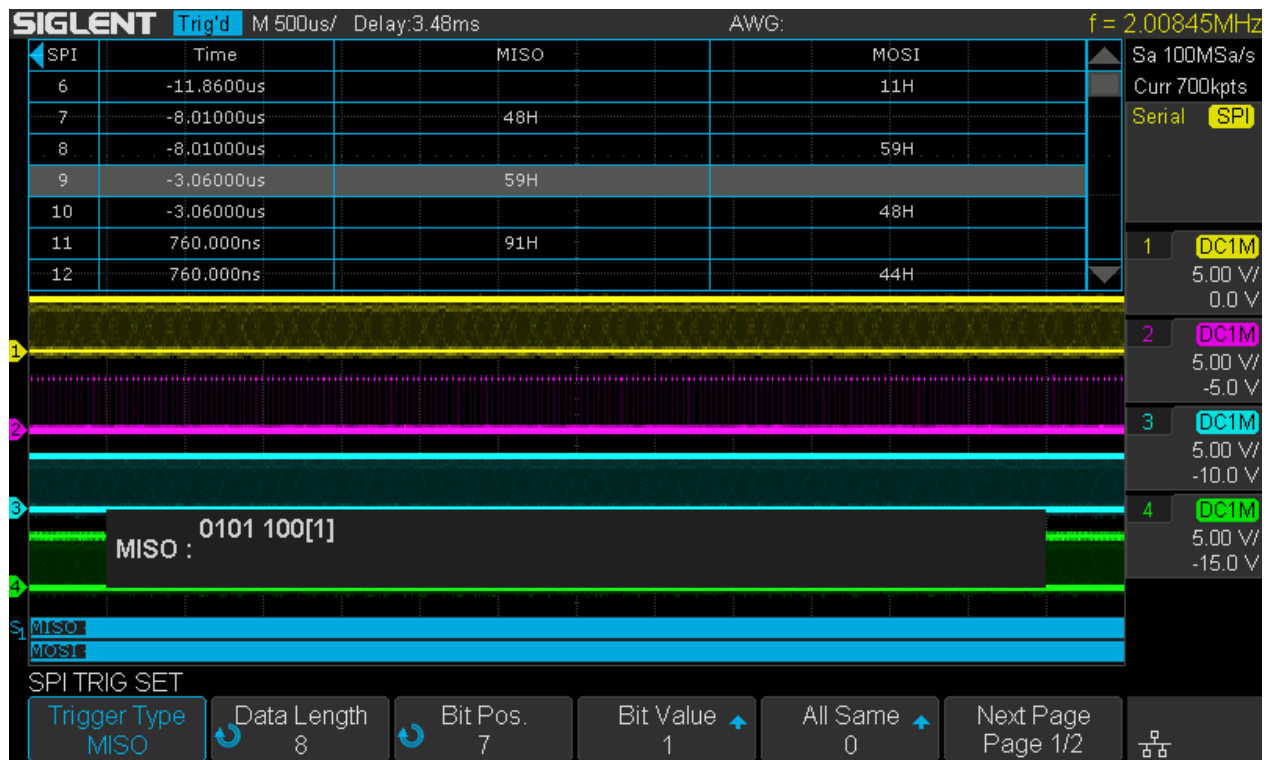 SIGLENT Trig'd M 500us/ Delay:3.48ms AWG: f = 2.00845MHz
SPI Time MISO MOSI Sa 100MSa/s
6 -11.8600us 11H Curr 700kpts
7 -8.01000us 48H Serial SPI
8 -8.01000us 59H
9 -3.06000us 59H
10 -3.06000us 48H
11 760.000ns 91H
12 760.000ns 44H
1 DC1M
5.00 V/
0.0 V
2 DC1M
5.00 V/
-5.0 V
3 DC1M
5.00 V/
-10.0 V
4 DC1M
5.00 V/
-15.0 V
1
2
3
4
0101 100[1]
MISO :
S1 MISO:
MOSI:
SPI TRIG SET
Trigger Type Data Length Bit Pos. Bit Value All Same Next Page
MISO 8 7 1 0 Page 1/2